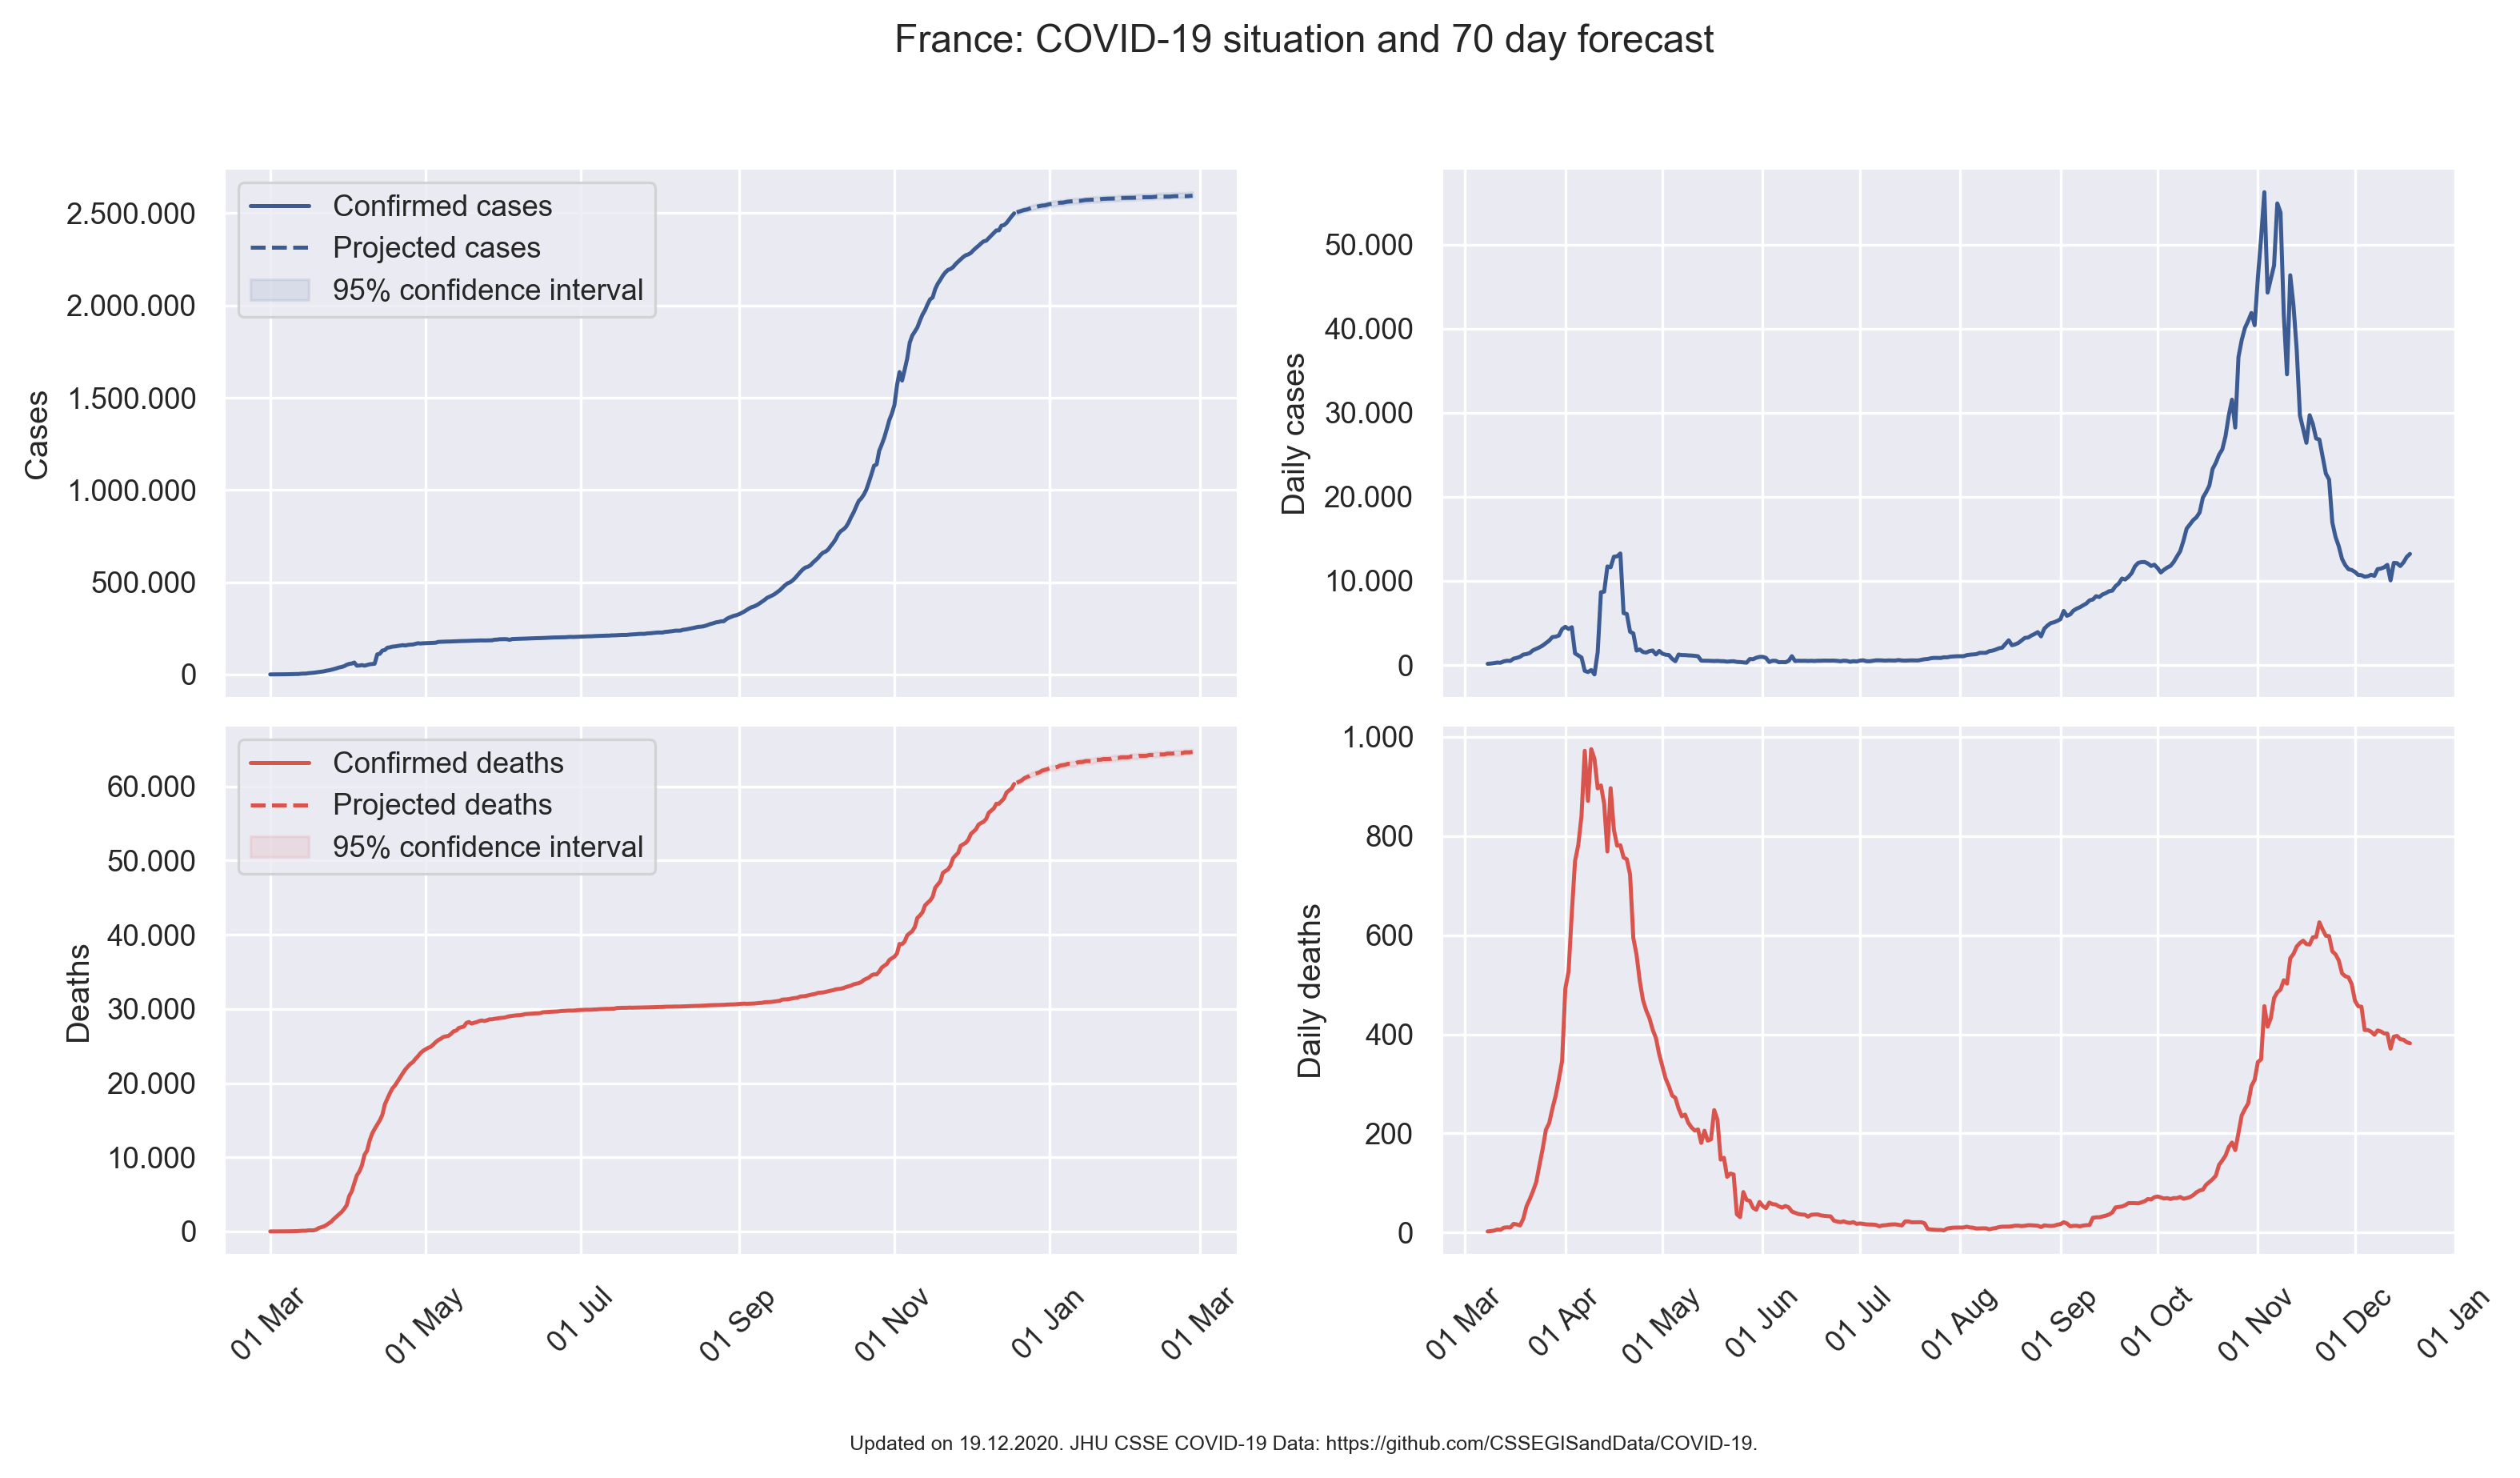 France: COVID-19 situation and 70 day forecast
Confirmed cases
Projected cases
95% confidence interval
Cases
2.500.000
2.000.000
1.500.000
1.000.000
500.000
0
Daily cases
50.000
40.000
30.000
20.000
10.000
0
Confirmed deaths
Projected deaths
95% confidence interval
Deaths
60.000
50.000
40.000
30.000
20.000
10.000
0
01 Mar
01 May
01 Jul
01 Sep
01 Nov
01 Jan
01 Mar
Daily deaths
1.000
800
600
400
200
0
01 Mar
01 Apr
01 May
01 Jun
01 Jul
01 Aug
01 Sep
01 Oct
01 Nov
01 Dec
01 Jan
Updated on 19.12.2020. JHU CSSE COVID-19 Data: https://github.com/CSSEGISandData/COVID-19.